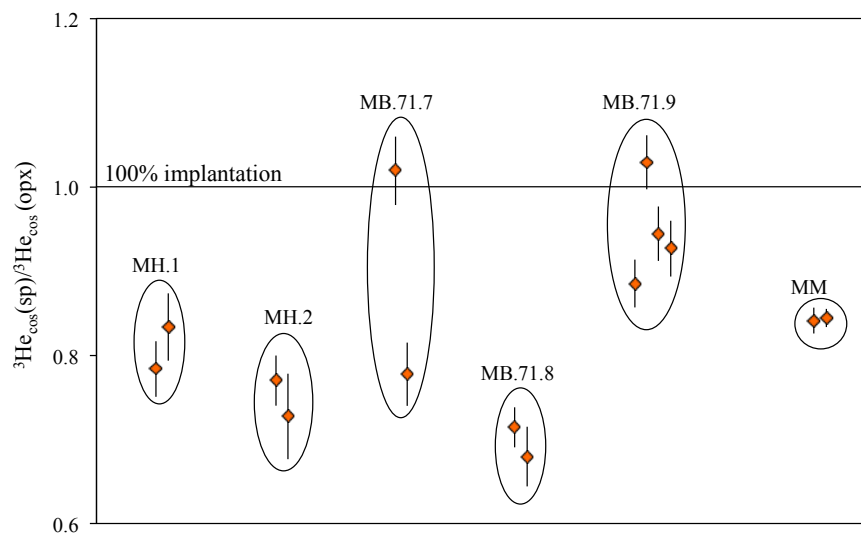 1.2
MB.71.7
MB.71.9
1.0
100% implantation
MH.1
MM
MH.2
0.8
MB.71.8
0.6
³He_cos(sp)/³He_cos(opx)